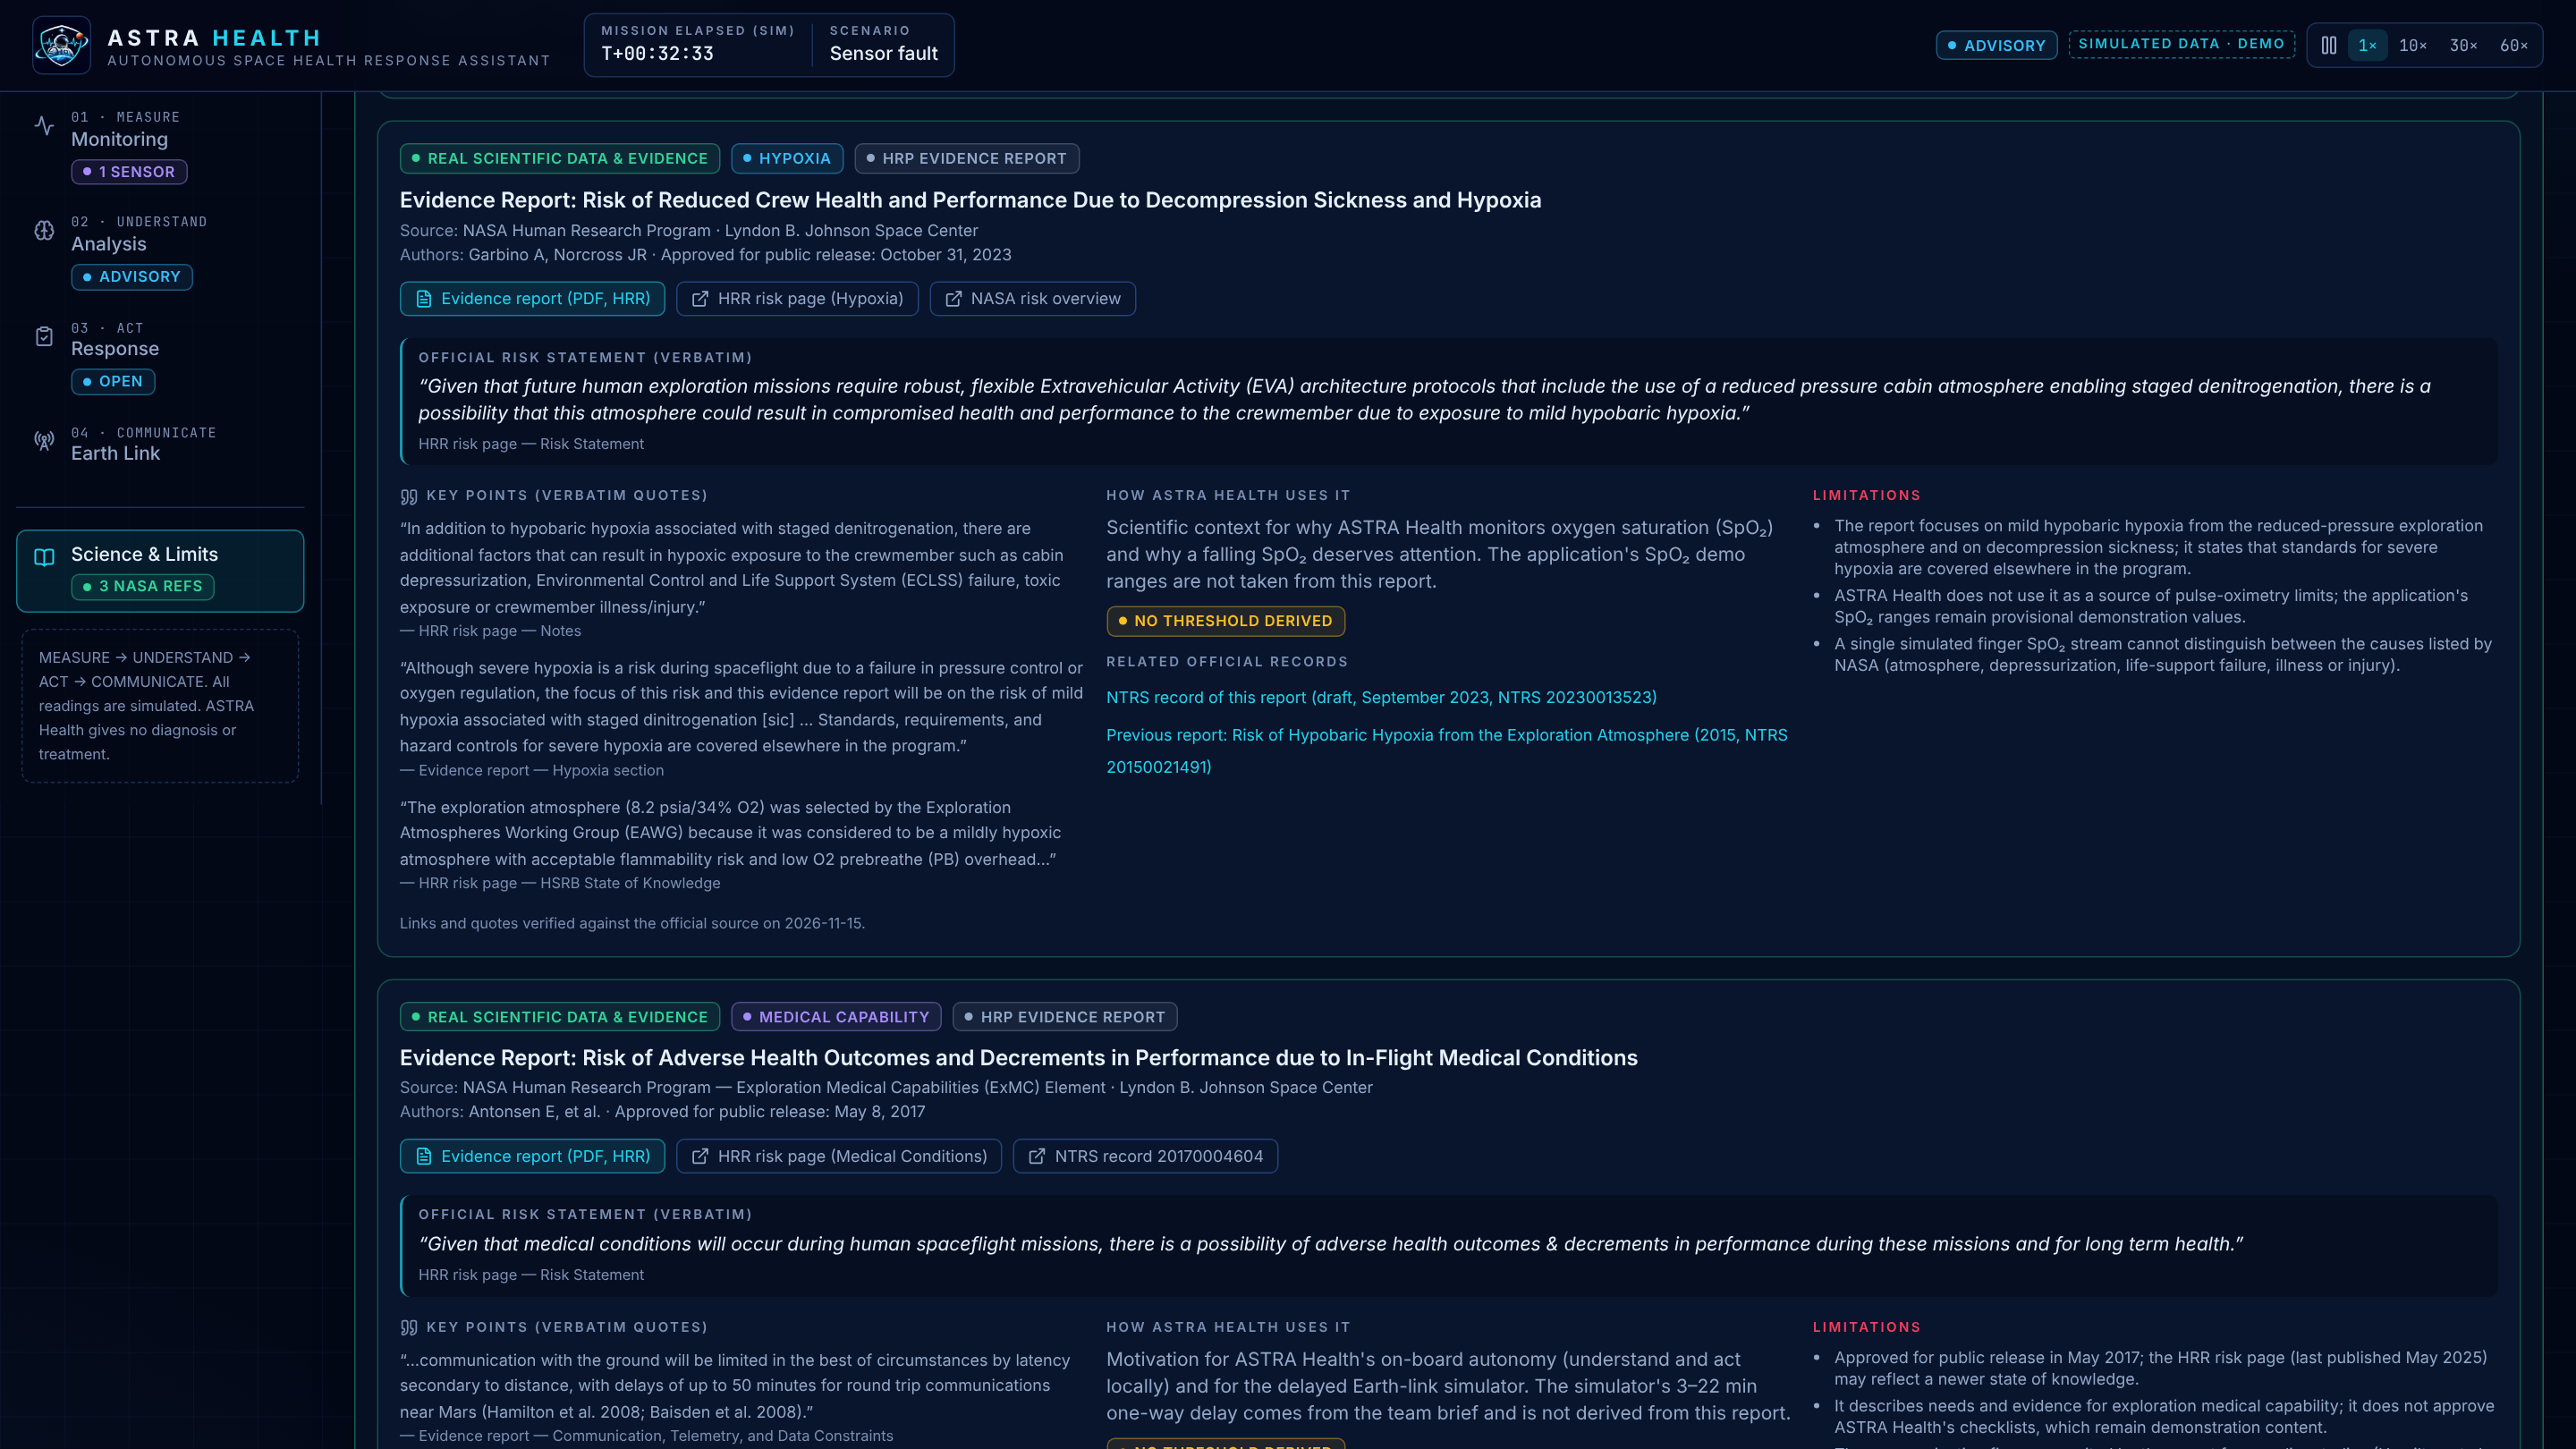 ASTRA HEALTH
AUTONOMOUS SPACE HEALTH RESPONSE ASSISTANT
MISSION ELAPSED (SIM)
T+00:32:33
SCENARIO
Sensor fault
ADVISORY
SIMULATED DATA · DEMO
1×
10×
30×
60×
01 · MEASURE
Monitoring
1 SENSOR
02 · UNDERSTAND
Analysis
ADVISORY
03 · ACT
Response
OPEN
04 · COMMUNICATE
Earth Link
Science & Limits
3 NASA REFS
MEASURE → UNDERSTAND →
ACT → COMMUNICATE. All
readings are simulated. ASTRA
Health gives no diagnosis or
treatment.
REAL SCIENTIFIC DATA & EVIDENCE
HYPOXIA
HRP EVIDENCE REPORT
Evidence Report: Risk of Reduced Crew Health and Performance Due to Decompression Sickness and Hypoxia
Source: NASA Human Research Program · Lyndon B. Johnson Space Center
Authors: Garbino A, Norcross JR · Approved for public release: October 31, 2023
Evidence report (PDF, HRR)
HRR risk page (Hypoxia)
NASA risk overview
OFFICIAL RISK STATEMENT (VERBATIM)
“Given that future human exploration missions require robust, flexible Extravehicular Activity (EVA) architecture protocols that include the use of a reduced pressure cabin atmosphere enabling staged denitrogenation, there is a
possibility that this atmosphere could result in compromised health and performance to the crewmember due to exposure to mild hypobaric hypoxia.”
HRR risk page — Risk Statement
KEY POINTS (VERBATIM QUOTES)
“In addition to hypobaric hypoxia associated with staged denitrogenation, there are
additional factors that can result in hypoxic exposure to the crewmember such as cabin
depressurization, Environmental Control and Life Support System (ECLSS) failure, toxic
exposure or crewmember illness/injury.”
— HRR risk page — Notes
“Although severe hypoxia is a risk during spaceflight due to a failure in pressure control or
oxygen regulation, the focus of this risk and this evidence report will be on the risk of mild
hypoxia associated with staged dinitrogenation [sic] … Standards, requirements, and
hazard controls for severe hypoxia are covered elsewhere in the program.”
— Evidence report — Hypoxia section
“The exploration atmosphere (8.2 psia/34% O2) was selected by the Exploration
Atmospheres Working Group (EAWG) because it was considered to be a mildly hypoxic
atmosphere with acceptable flammability risk and low O2 prebreathe (PB) overhead…”
— HRR risk page — HSRB State of Knowledge
Links and quotes verified against the official source on 2026-11-15.
HOW ASTRA HEALTH USES IT
Scientific context for why ASTRA Health monitors oxygen saturation (SpO₂)
and why a falling SpO₂ deserves attention. The application's SpO₂ demo
ranges are not taken from this report.
NO THRESHOLD DERIVED
RELATED OFFICIAL RECORDS
NTRS record of this report (draft, September 2023, NTRS 20230013523)
Previous report: Risk of Hypobaric Hypoxia from the Exploration Atmosphere (2015, NTRS
20150021491)
LIMITATIONS
• The report focuses on mild hypobaric hypoxia from the reduced-pressure exploration
atmosphere and on decompression sickness; it states that standards for severe
hypoxia are covered elsewhere in the program.
• ASTRA Health does not use it as a source of pulse-oximetry limits; the application's
SpO₂ ranges remain provisional demonstration values.
• A single simulated finger SpO₂ stream cannot distinguish between the causes listed by
NASA (atmosphere, depressurization, life-support failure, illness or injury).
REAL SCIENTIFIC DATA & EVIDENCE
MEDICAL CAPABILITY
HRP EVIDENCE REPORT
Evidence Report: Risk of Adverse Health Outcomes and Decrements in Performance due to In-Flight Medical Conditions
Source: NASA Human Research Program — Exploration Medical Capabilities (ExMC) Element · Lyndon B. Johnson Space Center
Authors: Antonsen E, et al. · Approved for public release: May 8, 2017
Evidence report (PDF, HRR)
HRR risk page (Medical Conditions)
NTRS record 20170004604
OFFICIAL RISK STATEMENT (VERBATIM)
“Given that medical conditions will occur during human spaceflight missions, there is a possibility of adverse health outcomes & decrements in performance during these missions and for long term health.”
HRR risk page — Risk Statement
KEY POINTS (VERBATIM QUOTES)
“…communication with the ground will be limited in the best of circumstances by latency
secondary to distance, with delays of up to 50 minutes for round trip communications
near Mars (Hamilton et al. 2008; Baisden et al. 2008).”
— Evidence report — Communication, Telemetry, and Data Constraints
HOW ASTRA HEALTH USES IT
Motivation for ASTRA Health's on-board autonomy (understand and act
locally) and for the delayed Earth-link simulator. The simulator's 3–22 min
one-way delay comes from the team brief and is not derived from this report.
NO THRESHOLD DERIVED
LIMITATIONS
• Approved for public release in May 2017; the HRR risk page (last published May 2025)
may reflect a newer state of knowledge.
• It describes needs and evidence for exploration medical capability; it does not approve
ASTRA Health's checklists, which remain demonstration content.